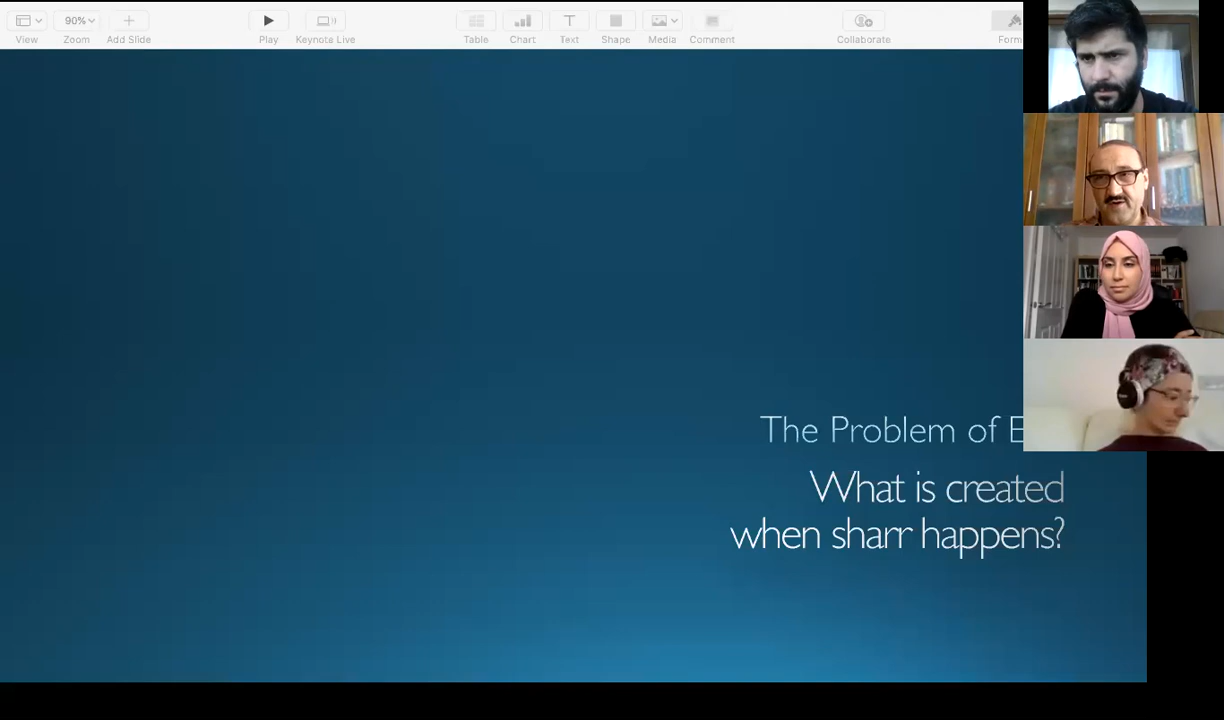 90%
View
Zoom
Add Slide
Play
Keynote Live
Table
Chart
Text
Shape
Media
Comment
Collaborate
The Problem of
What is created
when sharr happens?